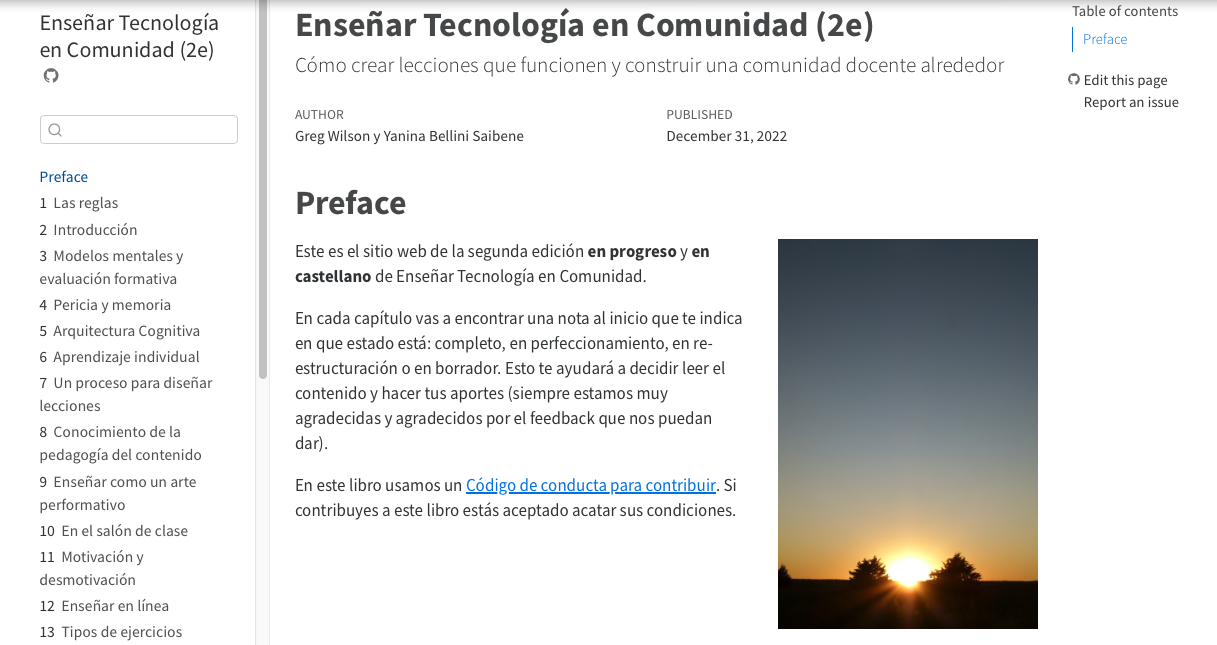 Enseñar Tecnología
en Comunidad (2e)
Preface
1 Las reglas
2 Introducción
3 Modelos mentales y
evaluación formativa
4 Pericia y memoria
5 Arquitectura Cognitiva
6 Aprendizaje individual
7 Un proceso para diseñar
lecciones
8 Conocimiento de la
pedagogía del contenido
9 Enseñar como un arte
performativo
10 En el salón de clase
11 Motivación y
desmotivación
12 Enseñar en línea
13 Tipos de ejercicios
Enseñar Tecnología en Comunidad (2e)
Cómo crear lecciones que funcionen y construir una comunidad docente alrededor
AUTHOR
Greg Wilson y Yanina Bellini Saibene
PUBLISHED
December 31, 2022
Preface
Este es el sitio web de la segunda edición en progreso y en
castellano de Enseñar Tecnología en Comunidad.
En cada capítulo vas a encontrar una nota al inicio que te indica
en que estado está: completo, en perfeccionamiento, en re-
estructuración o en borrador. Esto te ayudará a decidir leer el
contenido y hacer tus aportes (siempre estamos muy
agradecidas y agradecidos por el feedback que nos puedan
dar).
En este libro usamos un Código de conducta para contribuir. Si
contribuyes a este libro estás aceptado acatar sus condiciones.
Table of contents
Preface
Edit this page
Report an issue